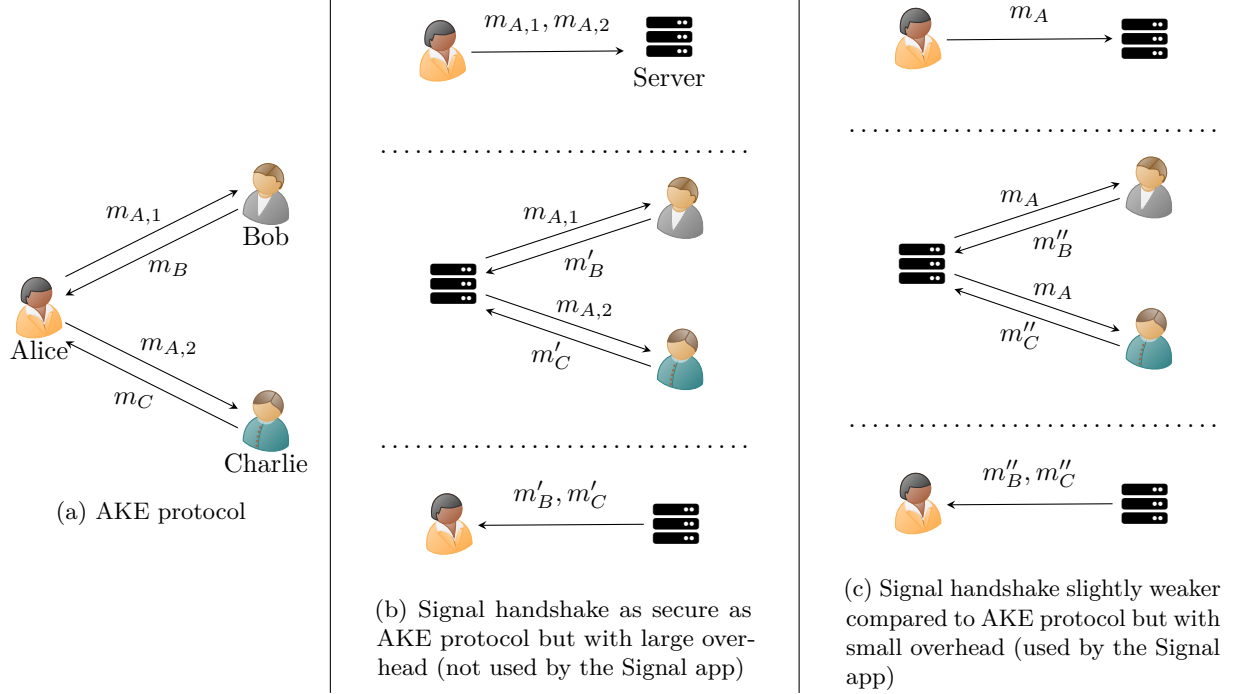 m_{A,1}
m_B
Bob
Alice
m_{A,2}
m_C
Charlie
(a) AKE protocol
m_{A,1}, m_{A,2}
Server
m_{A,1}
m'_B
m_{A,2}
m'_C
m'_B, m'_C
(b) Signal handshake as secure as
AKE protocol but with large over-
head (not used by the Signal app)
m_A
m_A
m''_B
m_A
m''_C
m''_B, m''_C
(c) Signal handshake slightly weaker
compared to AKE protocol but with
small overhead (used by the Signal
app)